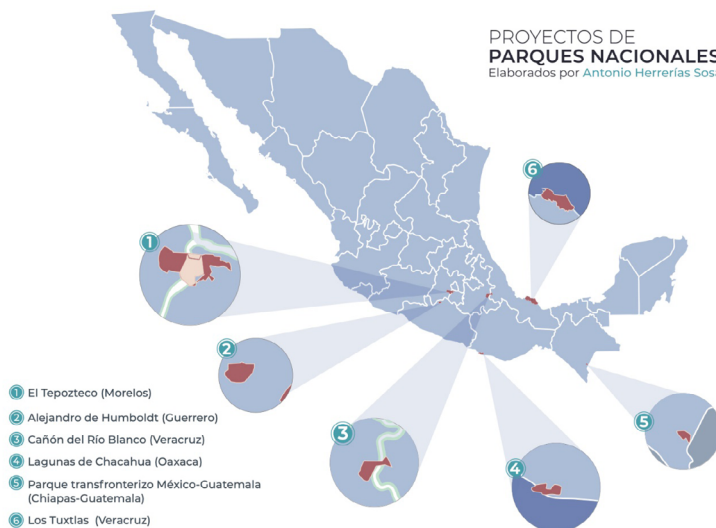 PROYECTOS DE
PARQUES NACIONALES
Elaborados por Antonio Herrerías Sosa
6
1
2
3
4
5
1 El Tepozteco (Morelos)
2 Alejandro de Humboldt (Guerrero)
3 Cañón del Río Blanco (Veracruz)
4 Lagunas de Chacahua (Oaxaca)
5 Parque transfronterizo México-Guatemala
(Chiapas-Guatemala)
6 Los Tuxtlas (Veracruz)